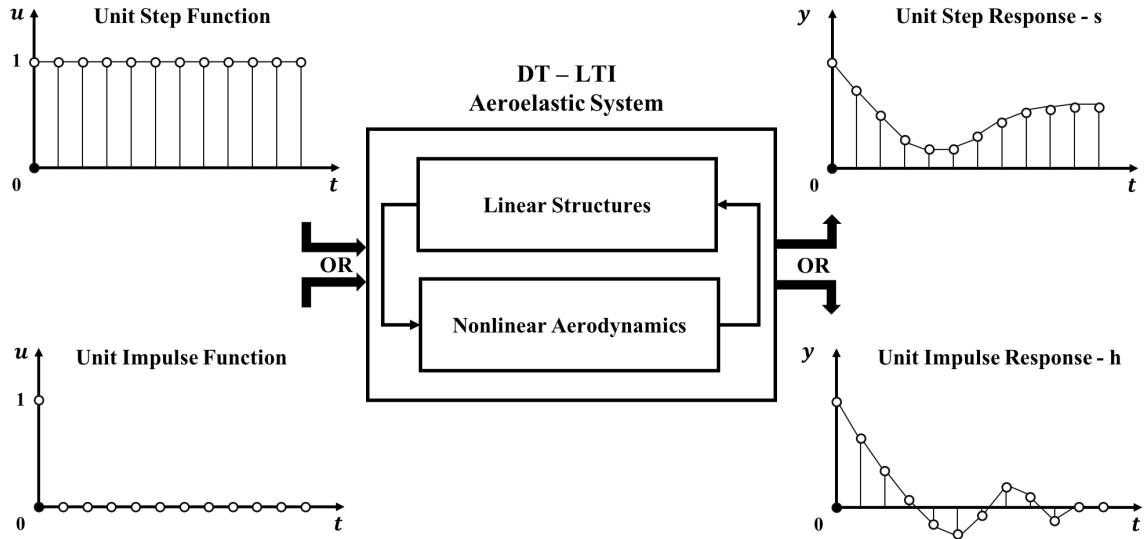 u
Unit Step Function
1
0
t
DT – LTI
Aeroelastic System
Linear Structures
Nonlinear Aerodynamics
OR
OR
y
Unit Step Response - s
0
t
u
Unit Impulse Function
1
0
t
y
Unit Impulse Response - h
0
t